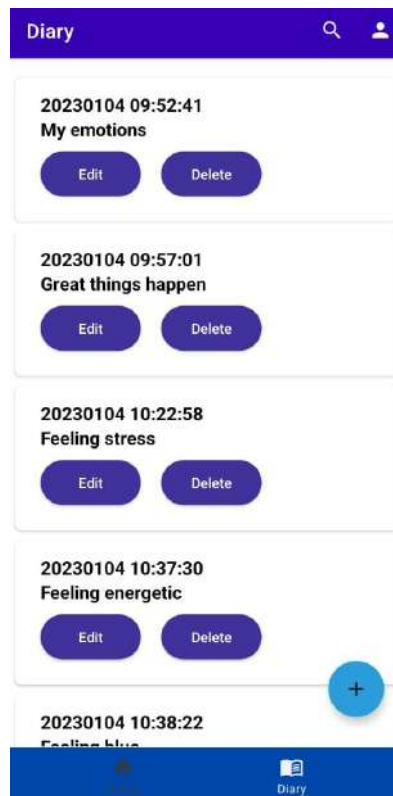 Diary
20230104 09:52:41
My emotions
Edit Delete
20230104 09:57:01
Great things happen
Edit Delete
20230104 10:22:58
Feeling stress
Edit Delete
20230104 10:37:30
Feeling energetic
Edit Delete
+
20230104 10:38:22
Feeling blue
Diary